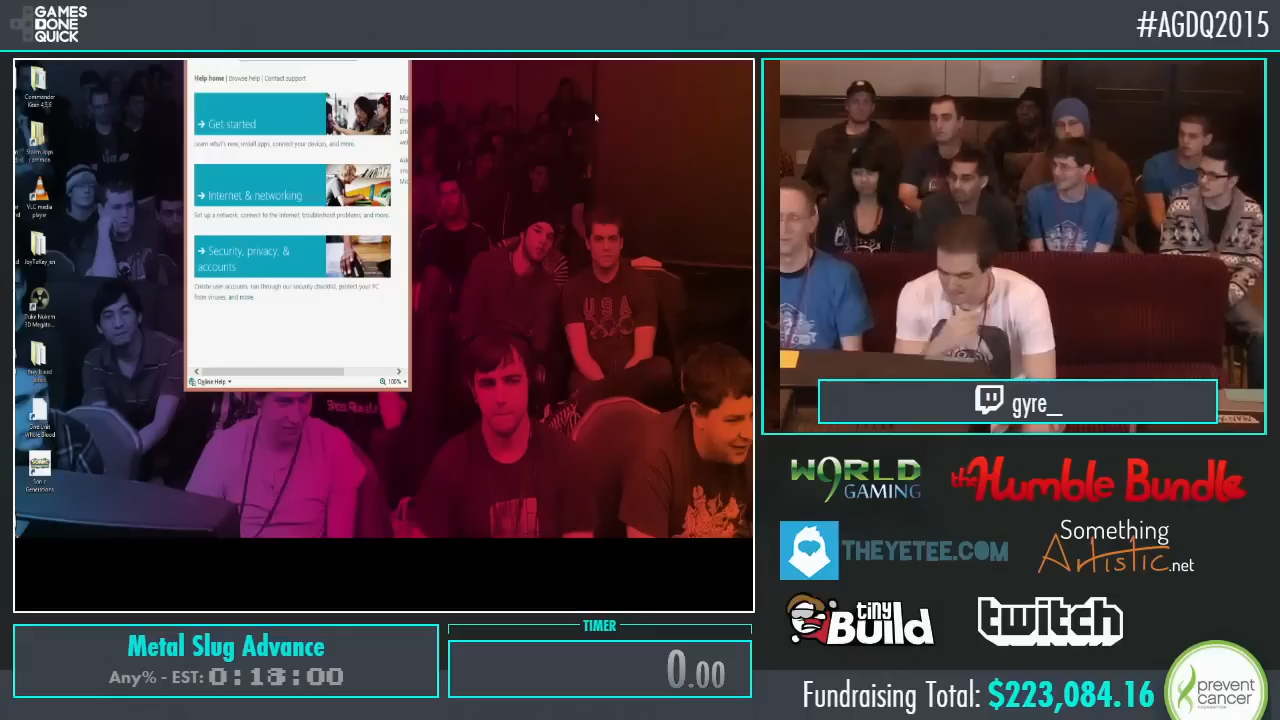 GAMES
DONE
QUICK
#AGDQ2015
Commander
Keen 4,5,6
VLC media
player
Sonic
Generations
Help home | Browse help | Contact support
→ Get started
Learn what's new, install apps, connect your devices, and more.
→ Internet & networking
Set up a network, connect to the Internet, troubleshoot problems, and more.
→ Security, privacy, &
accounts
Create user accounts, run through our security checklist, protect your PC
from viruses, and more.
Online Help
100%
USA
gyre_
WORLD
GAMING
the Humble Bundle
THEYETEE.COM
Something
Artistic.net
tiny
Build
twitch
Metal Slug Advance
Any% - EST: 0:13:00
TIMER
0.00
Fundraising Total: $223,084.16
prevent
cancer